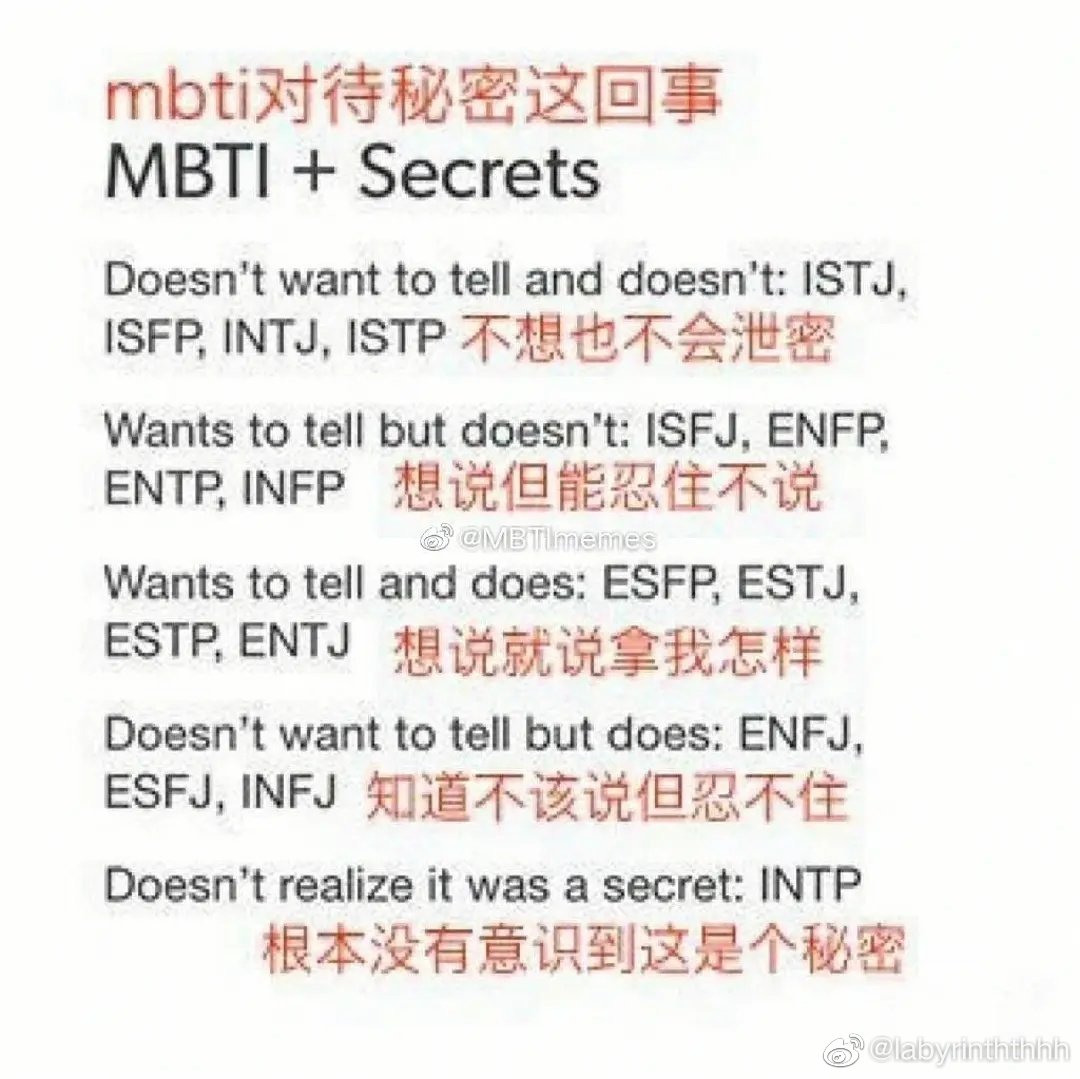 mbti对待秘密这回事
MBTI + Secrets
Doesn't want to tell and doesn't: ISTJ,
ISFP, INTJ, ISTP 不想也不会泄密
Wants to tell but doesn't: ISFJ, ENFP,
ENTP, INFP 想说但能忍住不说
@MBTImemes
Wants to tell and does: ESFP, ESTJ,
ESTP, ENTJ 想说就说拿我怎样
Doesn't want to tell but does: ENFJ,
ESFJ, INFJ 知道不该说但忍不住
Doesn't realize it was a secret: INTP
根本没有意识到这是个秘密
@labyrinththhh